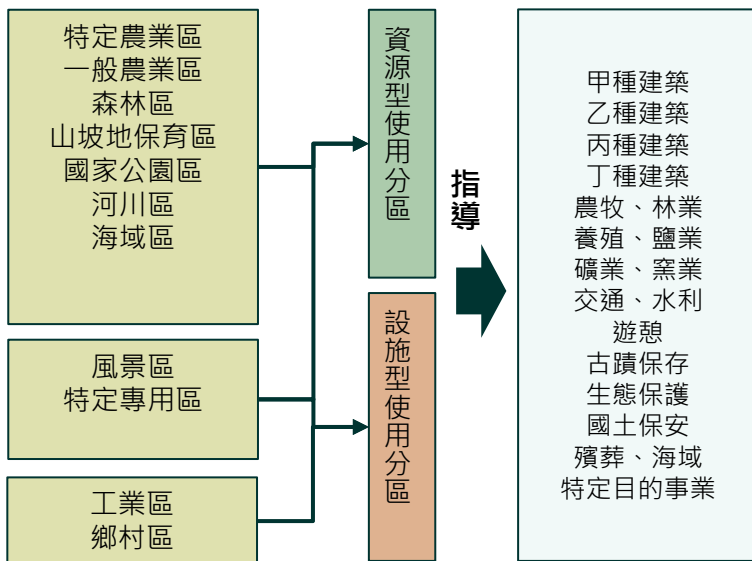 特定農業區
一般農業區
森林區
山坡地保育區
國家公園區
河川區
海域區
風景區
特定專用區
工業區
鄉村區
資源型使用分區
設施型使用分區
指導
甲種建築
乙種建築
丙種建築
丁種建築
農牧、林業
養殖、鹽業
礦業、窯業
交通、水利
遊憩
古蹟保存
生態保護
國土保安
殯葬、海域
特定目的事業